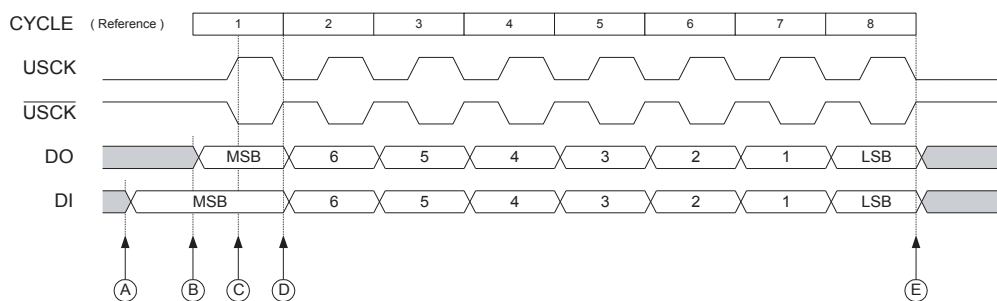 CYCLE ( Reference ) 1 2 3 4 5 6 7 8
USCK
USCK
DO MSB 6 5 4 3 2 1 LSB
DI MSB 6 5 4 3 2 1 LSB
A B C D E